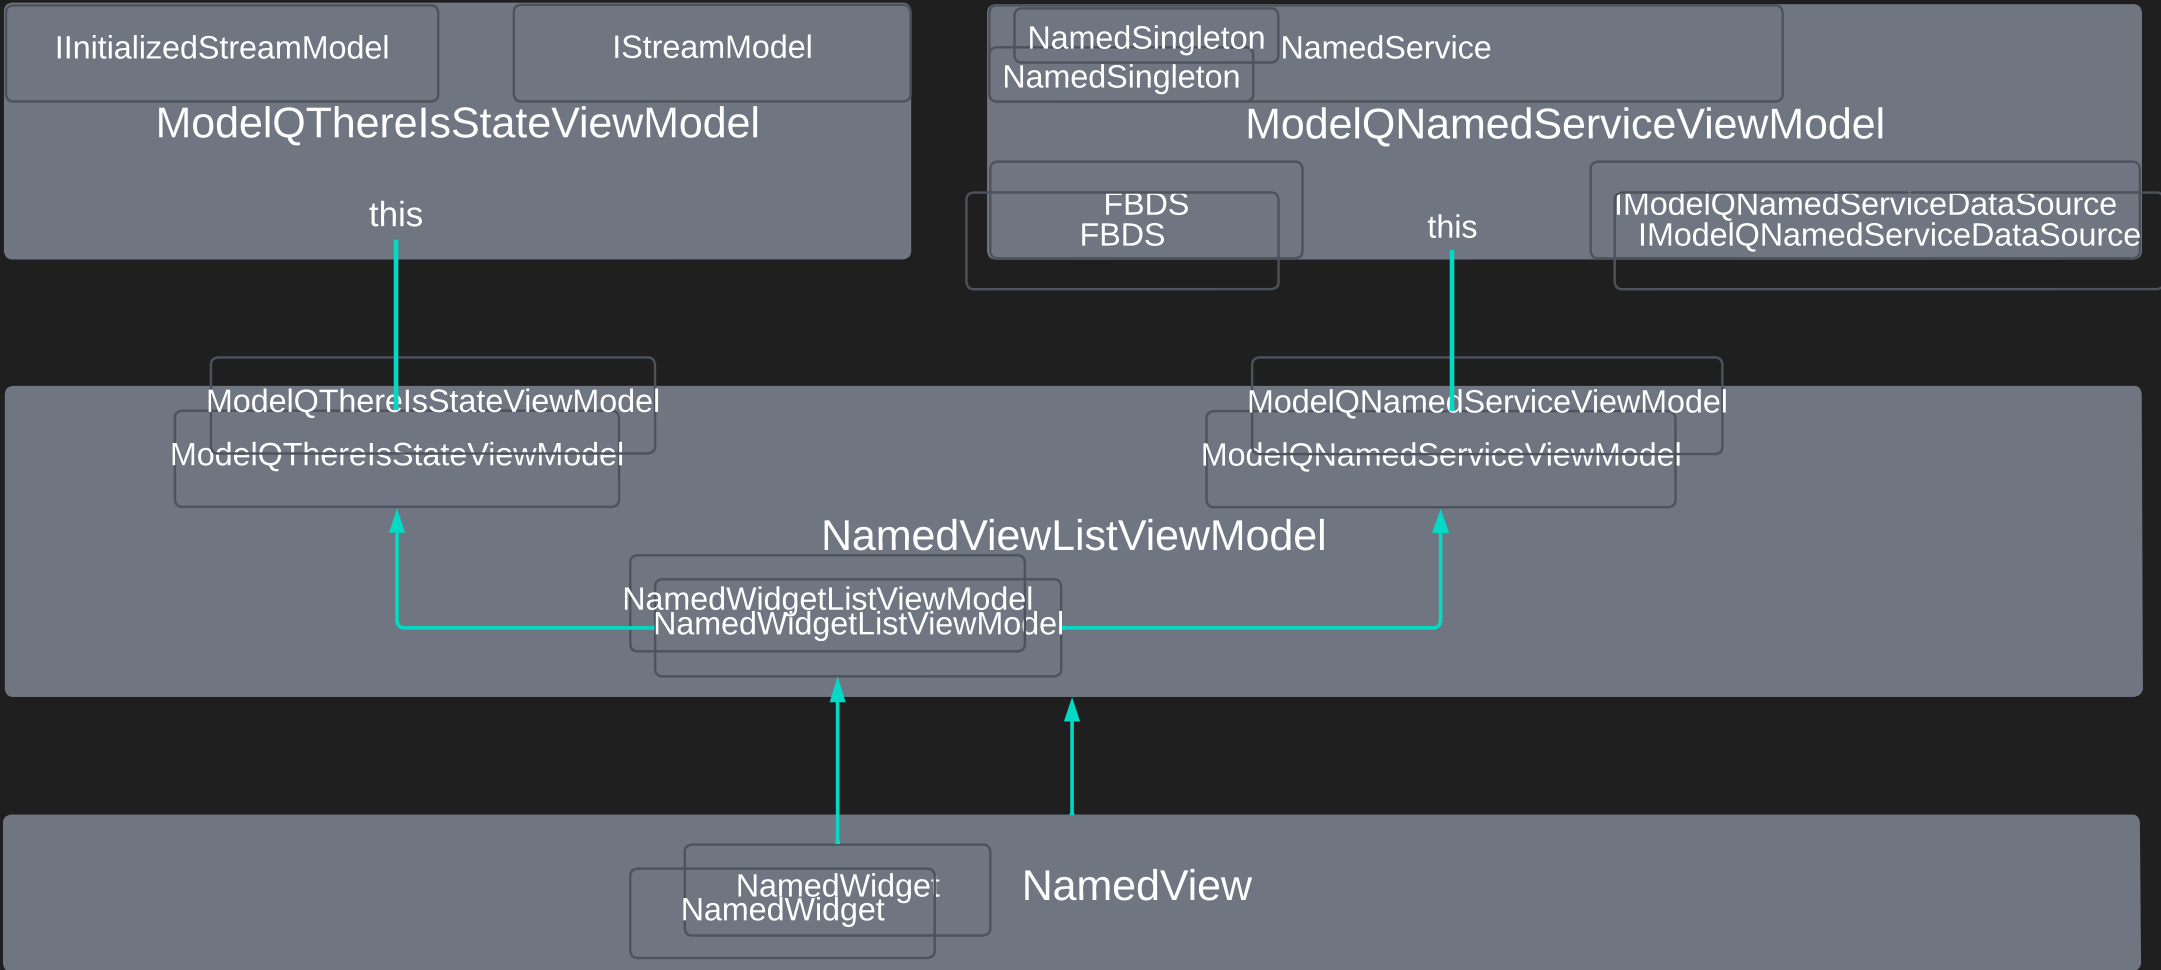 IInitializedStreamModel
IStreamModel
ModelQThereIsStateViewModel
this
NamedSingleton
NamedService
NamedSingleton
ModelQNamedServiceViewModel
FBDS
FBDS
this
IModelQNamedServiceDataSource
IModelQNamedServiceDataSource
ModelQThereIsStateViewModel
ModelQThereIsStateViewModel
ModelQNamedServiceViewModel
ModelQNamedServiceViewModel
NamedViewListViewModel
NamedWidgetListViewModel
NamedWidgetListViewModel
NamedWidget
NamedWidget
NamedView